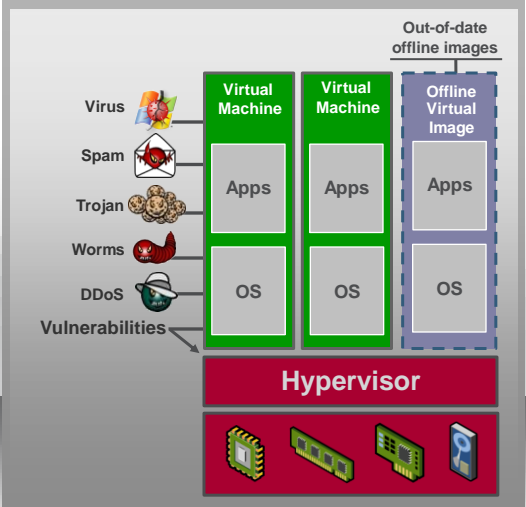 Out-of-date
offline images
Virtual
Machine
Virtual
Machine
Offline
Virtual
Image
Virus
Spam
Trojan
Worms
DDoS
Vulnerabilities
Apps
Apps
Apps
OS
OS
OS
Hypervisor